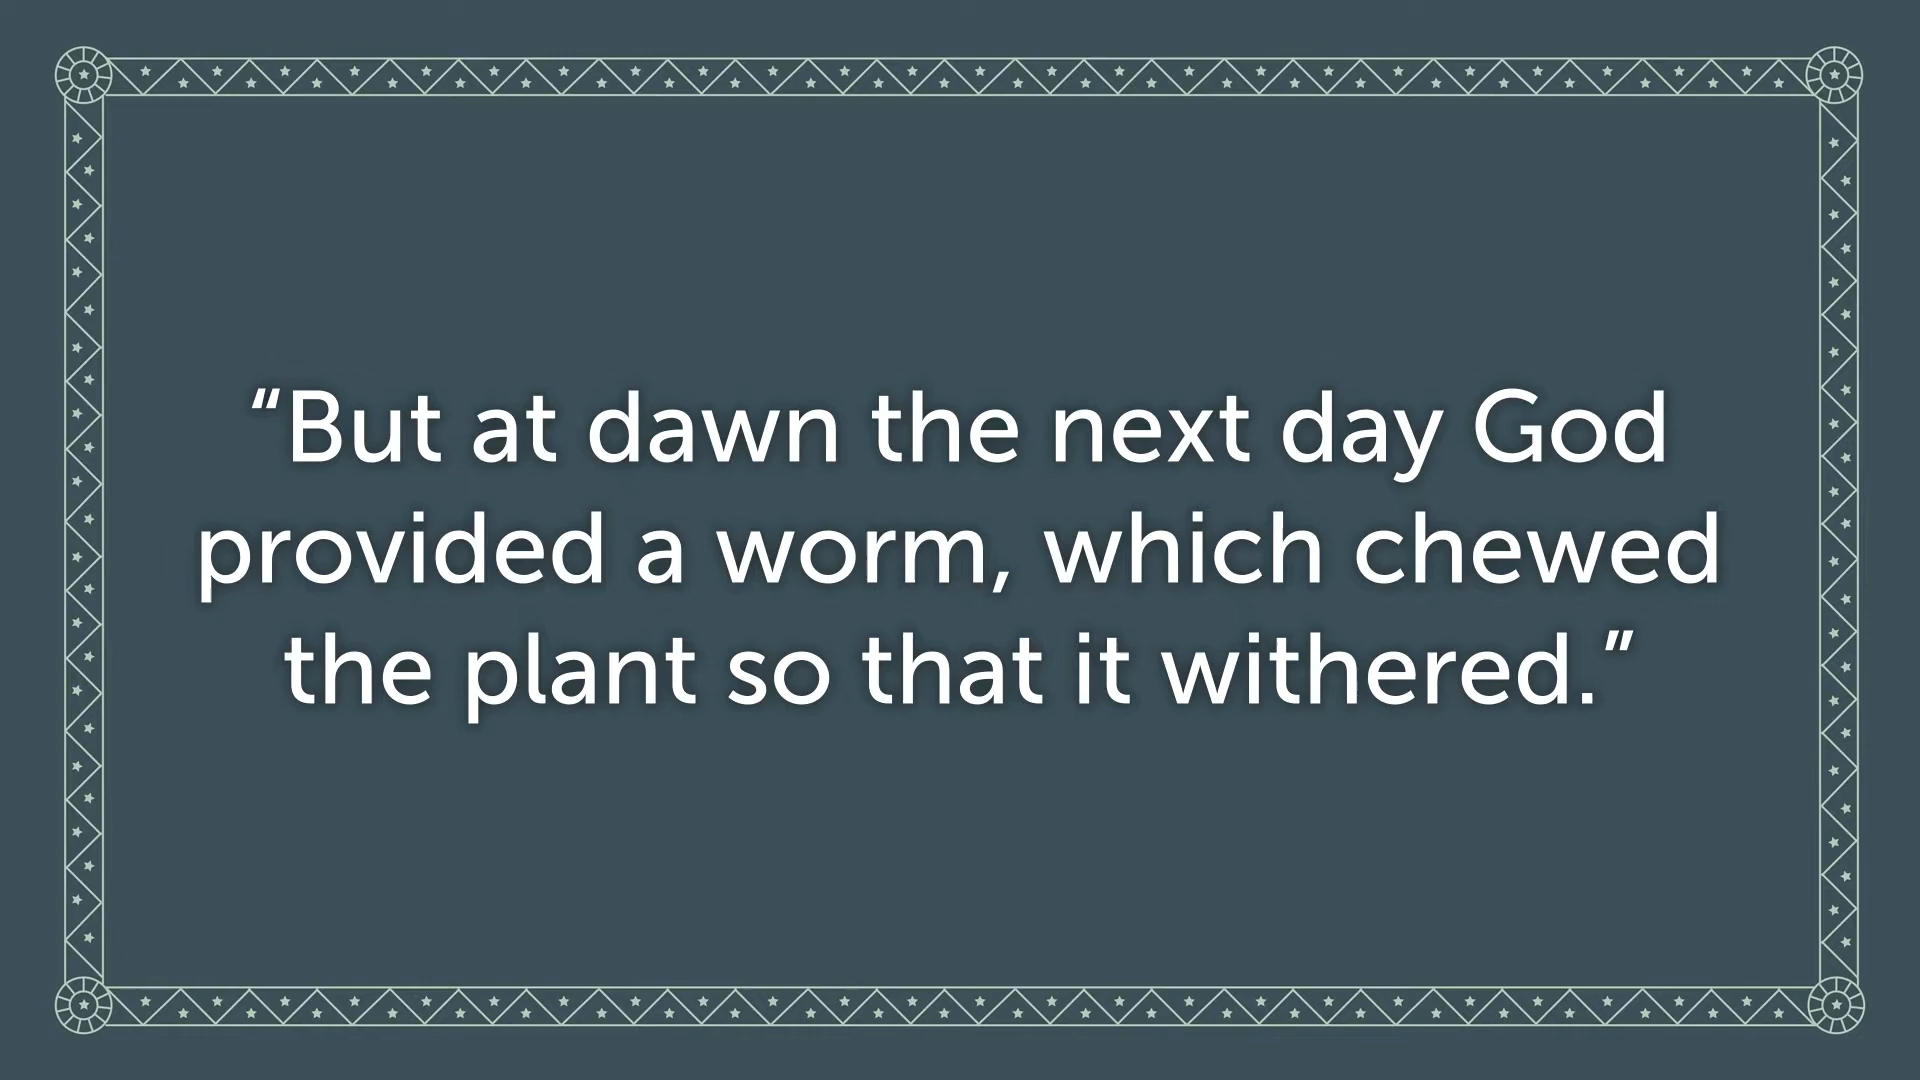 “But at dawn the next day God
provided a worm, which chewed
the plant so that it withered.”